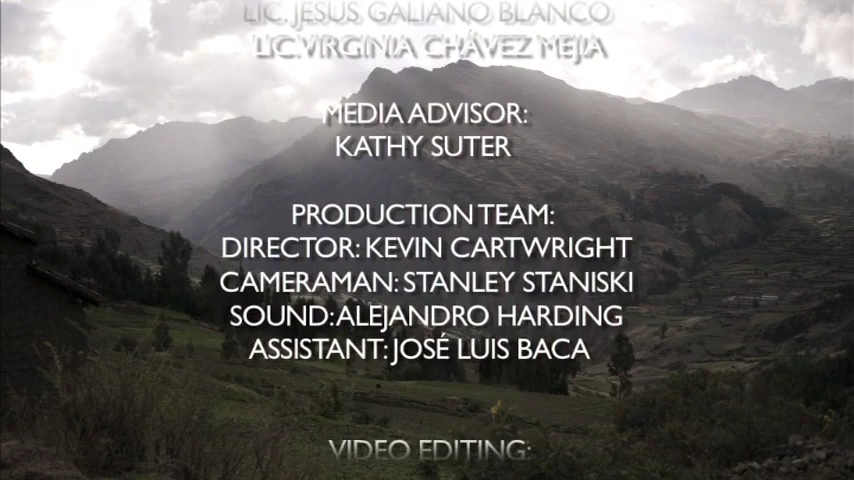 LIC. JESUS GALIANO BLANCO
LIC. VIRGINIA CHÁVEZ MEJIA
MEDIA ADVISOR:
KATHY SUTER
PRODUCTION TEAM:
DIRECTOR: KEVIN CARTWRIGHT
CAMERAMAN: STANLEY STANISKI
SOUND: ALEJANDRO HARDING
ASSISTANT: JOSÉ LUIS BACA
VIDEO EDITING: